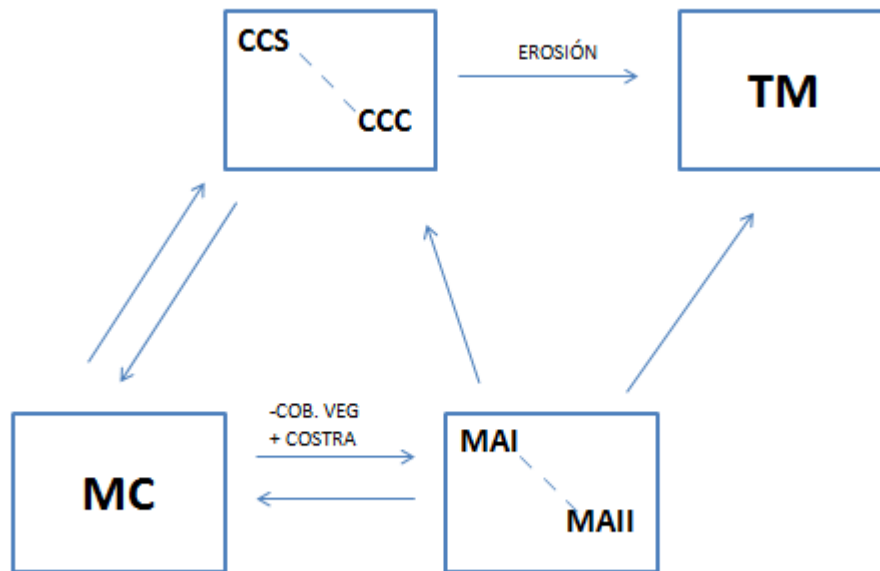 CCS
CCC
EROSIÓN
TM
MC
-COB. VEG
+ COSTRA
MAI
MAII